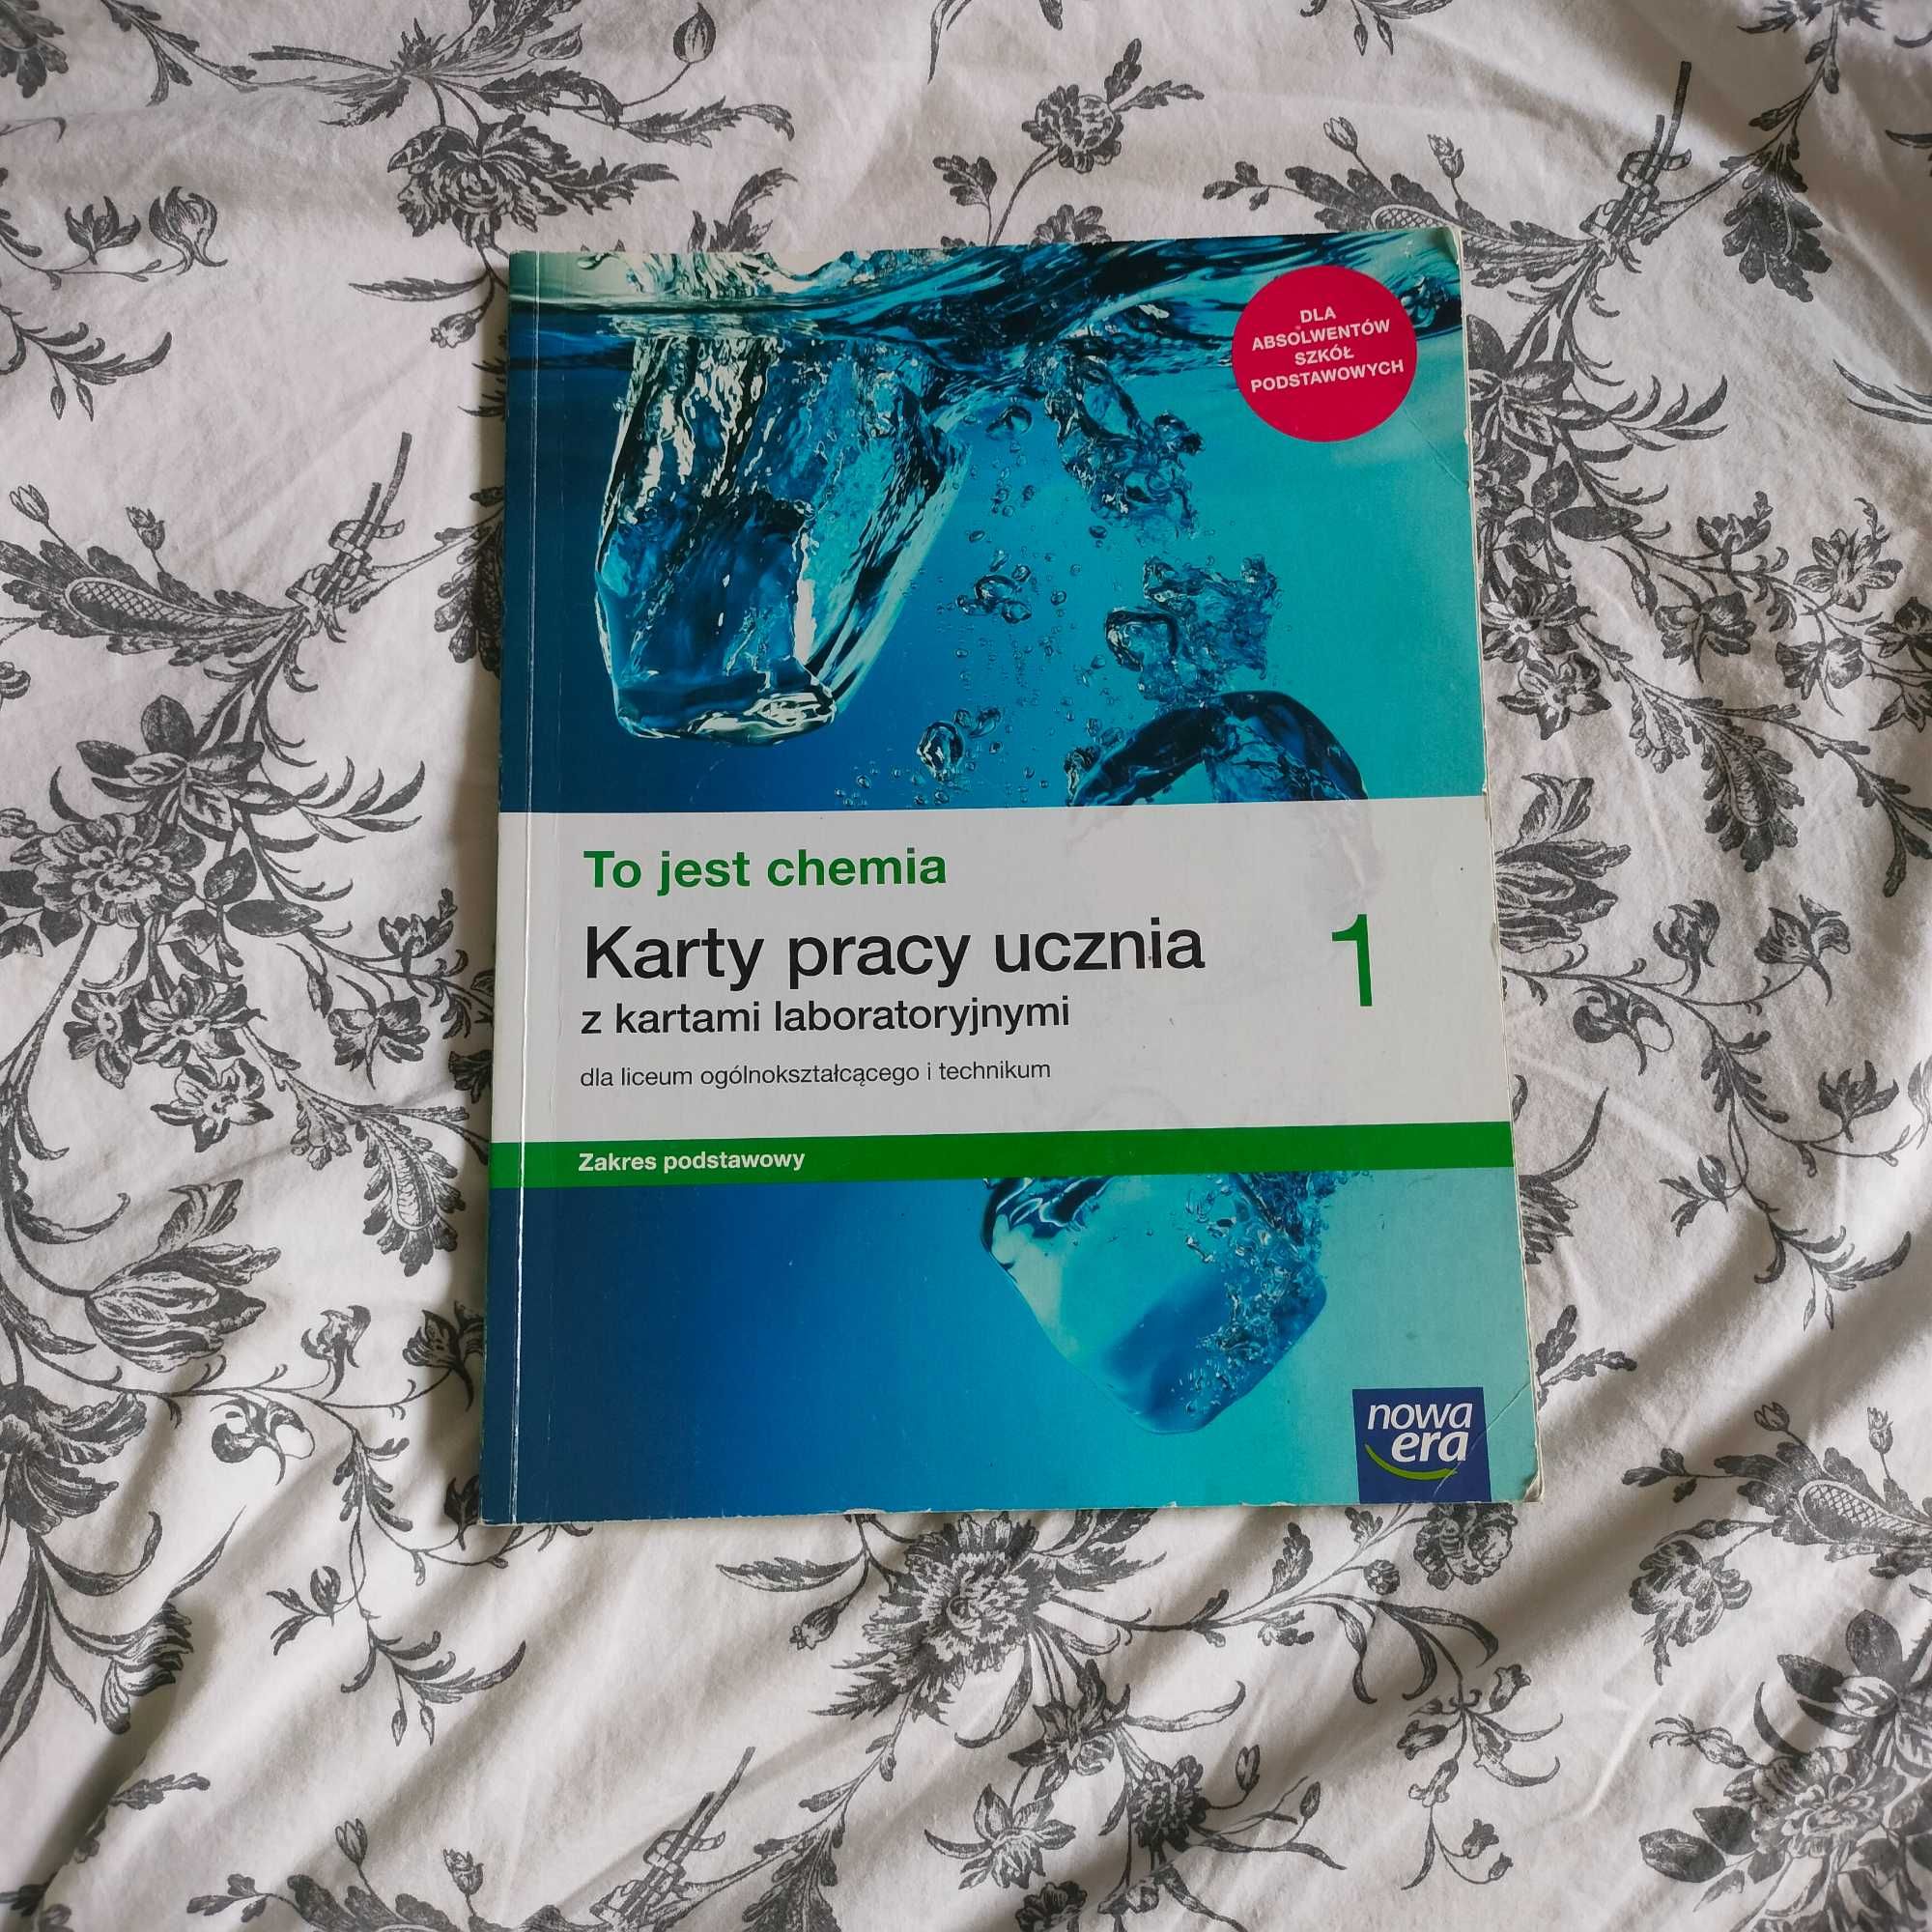 DLA
ABSOLWENTÓW
SZKÓŁ
PODSTAWOWYCH
To jest chemia
Karty pracy ucznia 1
z kartami laboratoryjnymi
dla liceum ogólnokształcącego i technikum
Zakres podstawowy
nowa
era